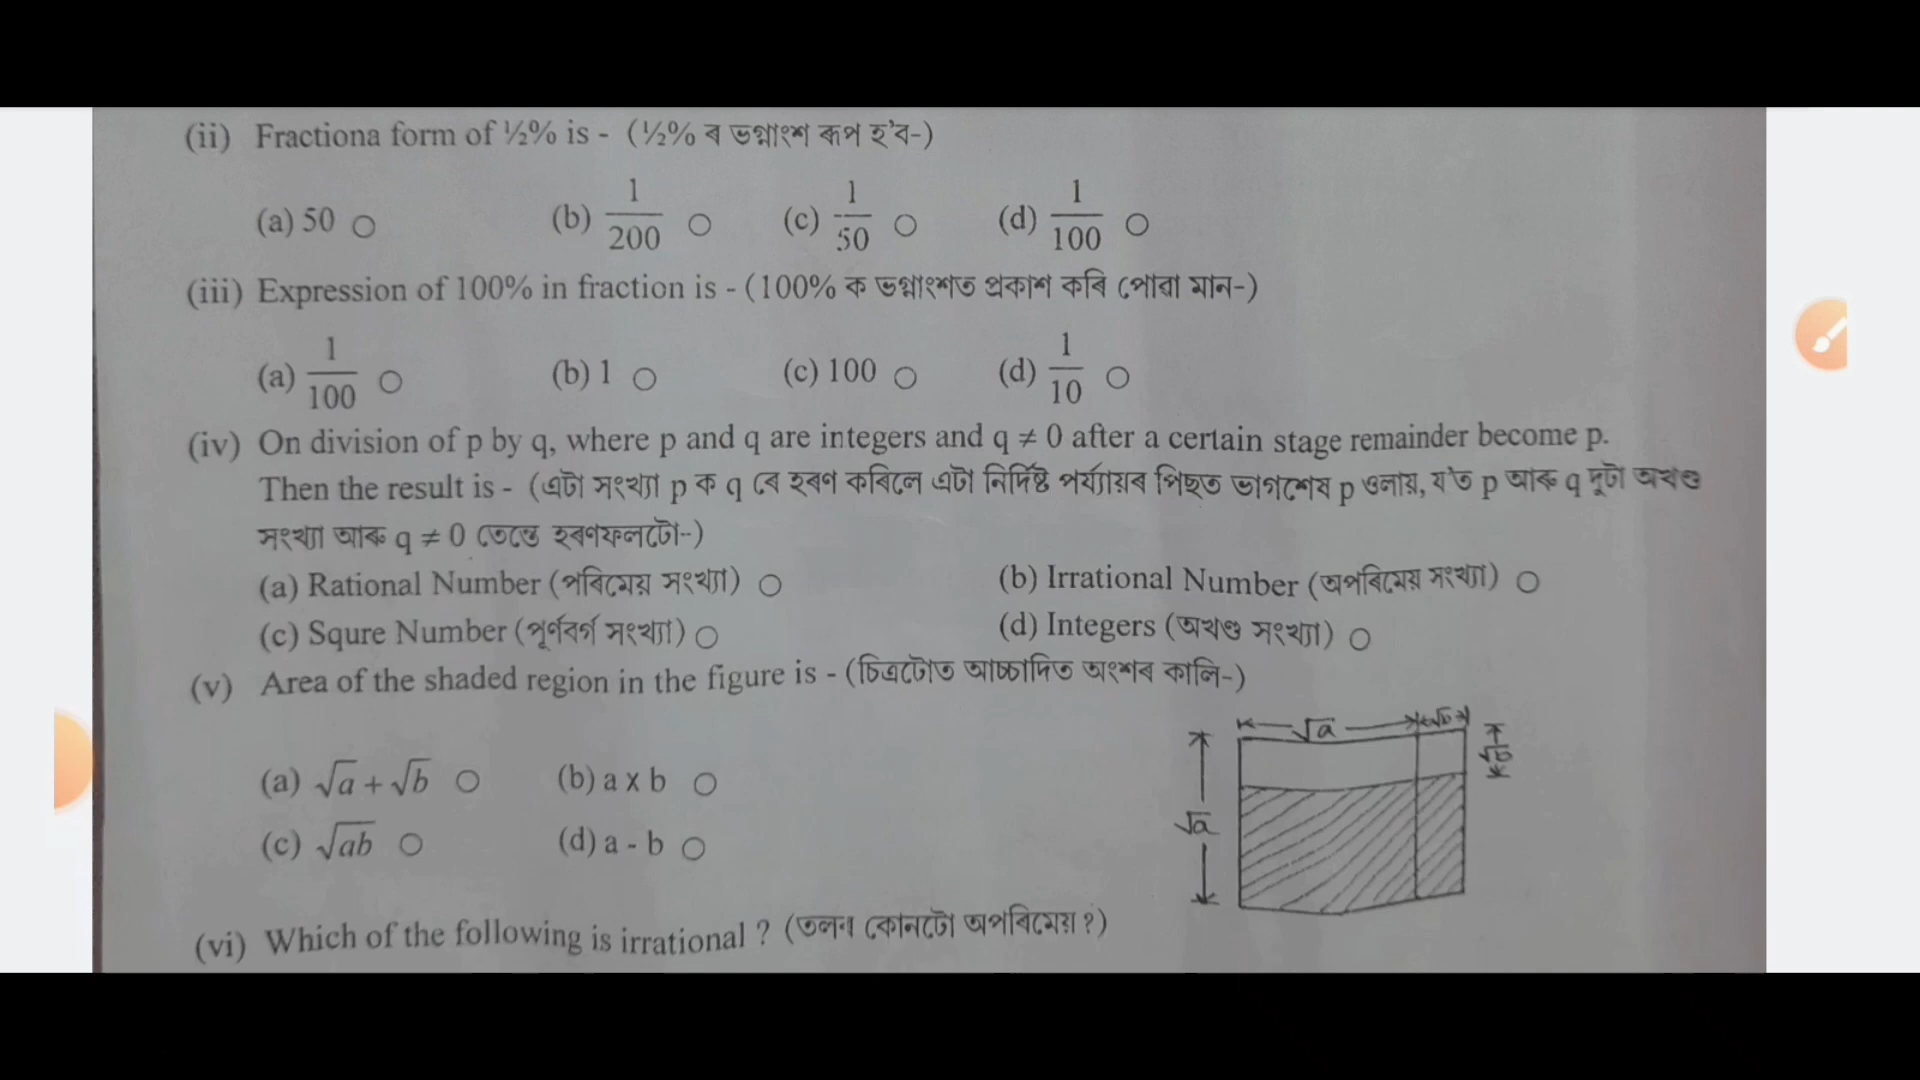 (ii) Fractiona form of ½% is - (½% ৰ ভগ্নাংশ ৰূপ হ'ব-)
(a) 50 (b) 1/200 (c) 1/50 (d) 1/100
(iii) Expression of 100% in fraction is - (100% ক ভগ্নাংশত প্ৰকাশ কৰি পোৱা মান-)
(a) 1/100 (b) 1 (c) 100 (d) 1/10
(iv) On division of p by q, where p and q are integers and q ≠ 0 after a certain stage remainder become p.
Then the result is - (এটা সংখ্যা p ক q ৰে হৰণ কৰিলে এটা নিৰ্দিষ্ট পৰ্য্যায়ৰ পিছত ভাগশেষ p ওলায়, য'ত p আৰু q দুটা অখণ্ড
সংখ্যা আৰু q ≠ 0 তেন্তে হৰণফলটো-)
(a) Rational Number (পৰিমেয় সংখ্যা) (b) Irrational Number (অপৰিমেয় সংখ্যা)
(c) Squre Number (পূৰ্ণবৰ্গ সংখ্যা) (d) Integers (অখণ্ড সংখ্যা)
(v) Area of the shaded region in the figure is - (চিত্ৰটোত আচ্চাদিত অংশৰ কালি-)
√a √b
√b
(a) √a + √b (b) a x b
√a
(c) √ab (d) a - b
(vi) Which of the following is irrational ? (তলৰ কোনটো অপৰিমেয়?)